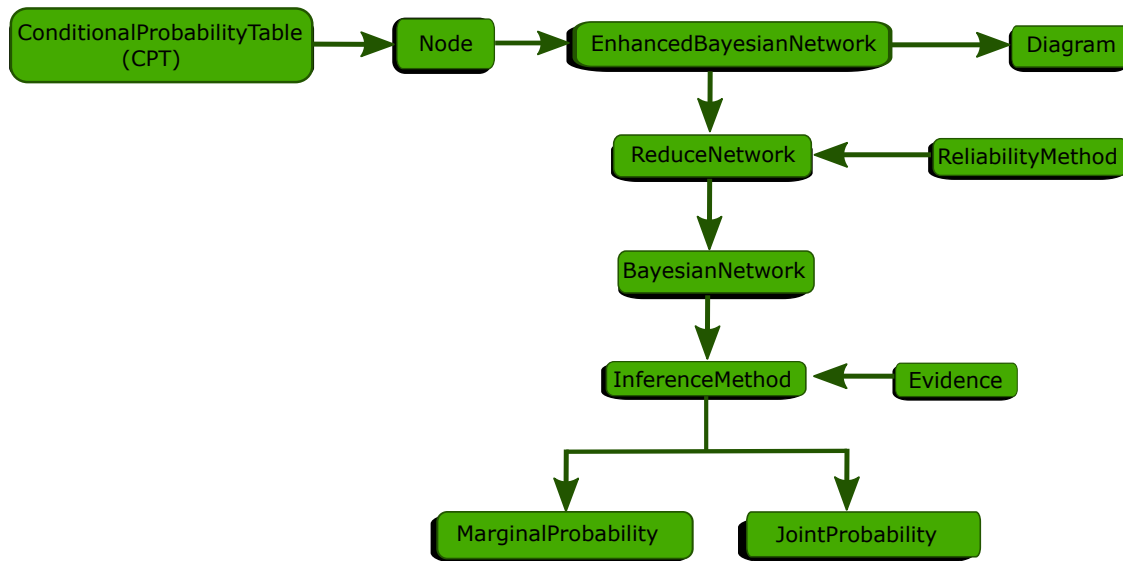 ConditionalProbabilityTable
(CPT)
Node
EnhancedBayesianNetwork
Diagram
ReduceNetwork
ReliabilityMethod
BayesianNetwork
InferenceMethod
Evidence
MarginalProbability
JointProbability